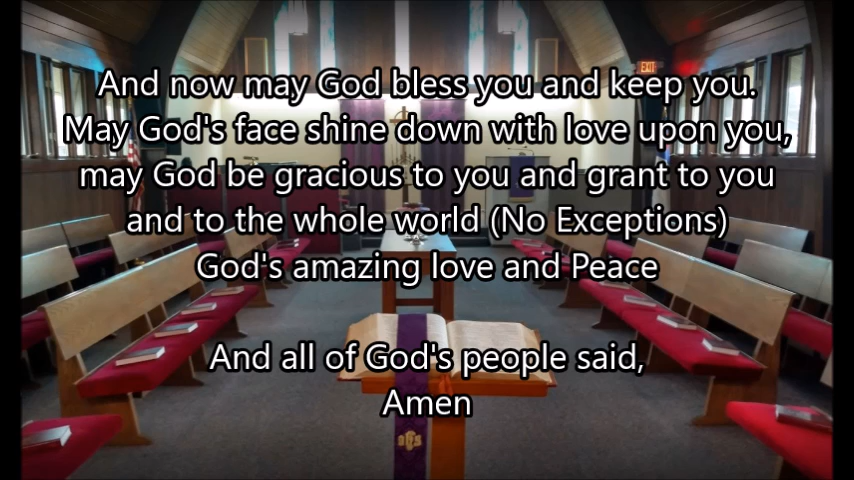 EXIT
And now may God bless you and keep you.
May God's face shine down with love upon you,
may God be gracious to you and grant to you
and to the whole world (No Exceptions)
God's amazing love and Peace
And all of God's people said,
Amen